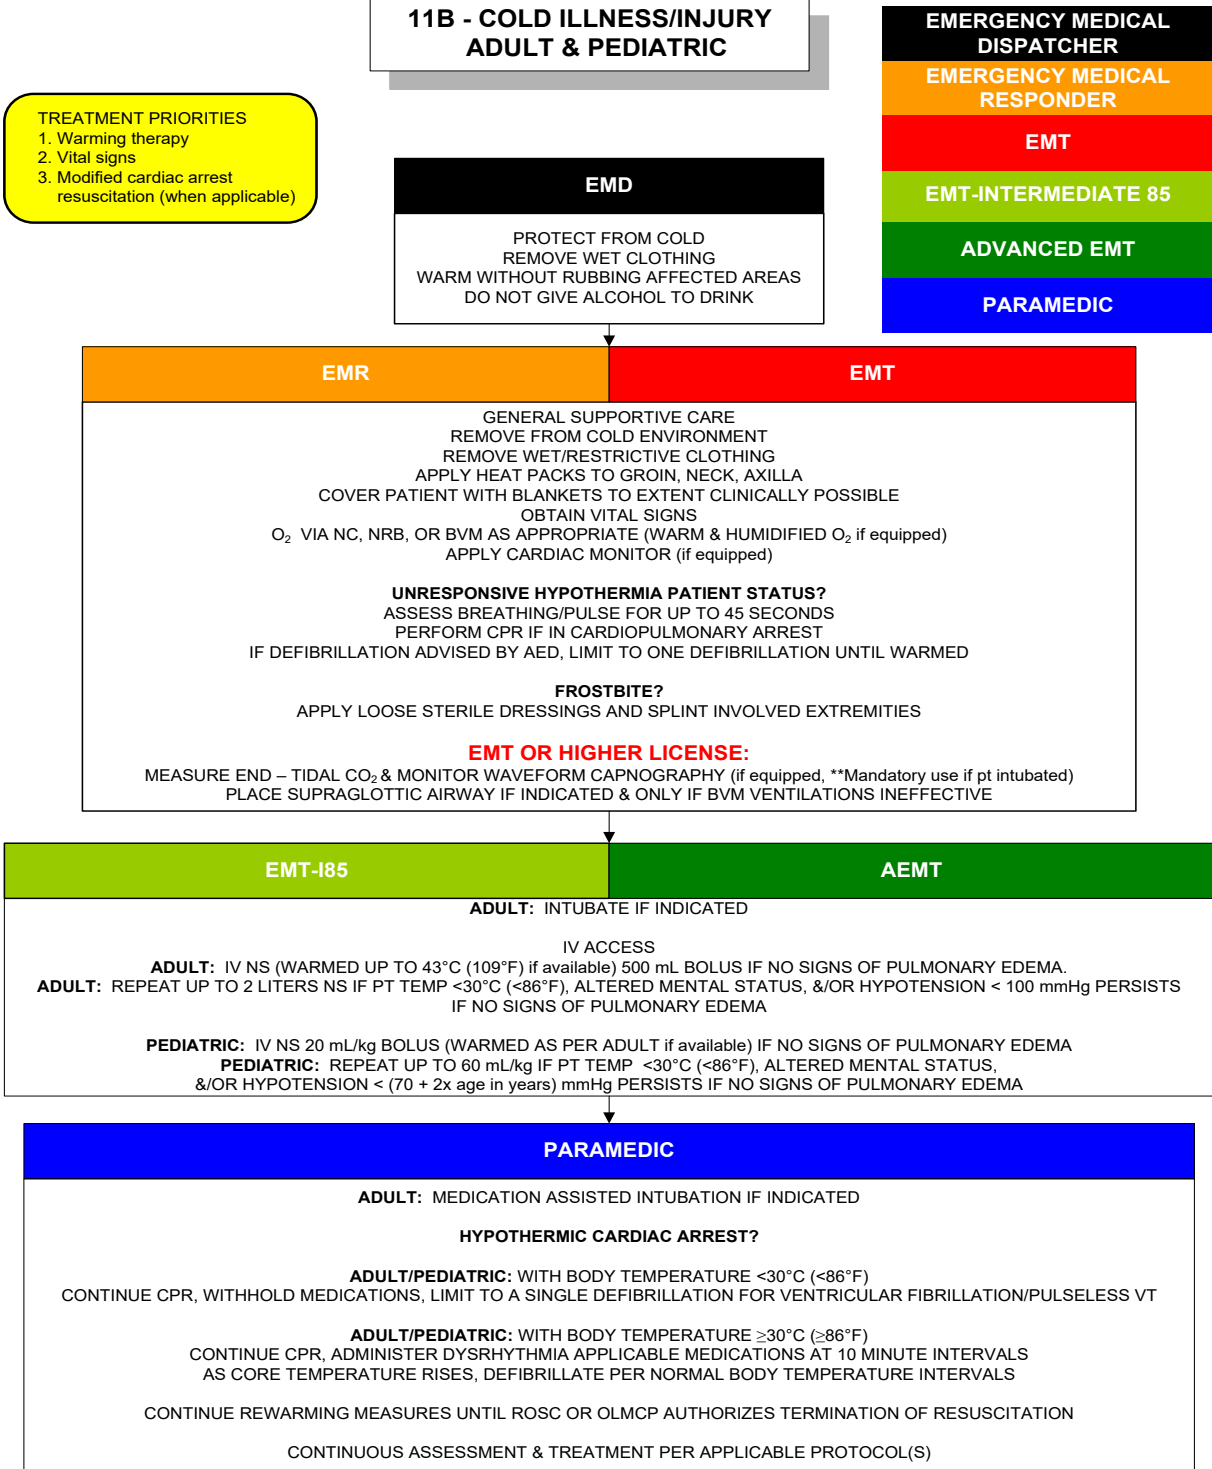 11B - COLD ILLNESS/INJURY
ADULT & PEDIATRIC
EMERGENCY MEDICAL
DISPATCHER
EMERGENCY MEDICAL
RESPONDER
EMT
EMT-INTERMEDIATE 85
ADVANCED EMT
PARAMEDIC
TREATMENT PRIORITIES
1. Warming therapy
2. Vital signs
3. Modified cardiac arrest
resuscitation (when applicable)
EMD
PROTECT FROM COLD
REMOVE WET CLOTHING
WARM WITHOUT RUBBING AFFECTED AREAS
DO NOT GIVE ALCOHOL TO DRINK
EMR
EMT
GENERAL SUPPORTIVE CARE
REMOVE FROM COLD ENVIRONMENT
REMOVE WET/RESTRICTIVE CLOTHING
APPLY HEAT PACKS TO GROIN, NECK, AXILLA
COVER PATIENT WITH BLANKETS TO EXTENT CLINICALLY POSSIBLE
OBTAIN VITAL SIGNS
O₂ VIA NC, NRB, OR BVM AS APPROPRIATE (WARM & HUMIDIFIED O₂ if equipped)
APPLY CARDIAC MONITOR (if equipped)
UNRESPONSIVE HYPOTHERMIA PATIENT STATUS?
ASSESS BREATHING/PULSE FOR UP TO 45 SECONDS
PERFORM CPR IF IN CARDIOPULMONARY ARREST
IF DEFIBRILLATION ADVISED BY AED, LIMIT TO ONE DEFIBRILLATION UNTIL WARMED
FROSTBITE?
APPLY LOOSE STERILE DRESSINGS AND SPLINT INVOLVED EXTREMITIES
EMT OR HIGHER LICENSE:
MEASURE END – TIDAL CO₂ & MONITOR WAVEFORM CAPNOGRAPHY (if equipped, **Mandatory use if pt intubated)
PLACE SUPRAGLOTTIC AIRWAY IF INDICATED & ONLY IF BVM VENTILATIONS INEFFECTIVE
EMT-I85
AEMT
ADULT: INTUBATE IF INDICATED
IV ACCESS
ADULT: IV NS (WARMED UP TO 43°C (109°F) if available) 500 mL BOLUS IF NO SIGNS OF PULMONARY EDEMA.
ADULT: REPEAT UP TO 2 LITERS NS IF PT TEMP <30°C (<86°F), ALTERED MENTAL STATUS, &/OR HYPOTENSION < 100 mmHg PERSISTS
IF NO SIGNS OF PULMONARY EDEMA
PEDIATRIC: IV NS 20 mL/kg BOLUS (WARMED AS PER ADULT if available) IF NO SIGNS OF PULMONARY EDEMA
PEDIATRIC: REPEAT UP TO 60 mL/kg IF PT TEMP <30°C (<86°F), ALTERED MENTAL STATUS,
&/OR HYPOTENSION < (70 + 2x age in years) mmHg PERSISTS IF NO SIGNS OF PULMONARY EDEMA
PARAMEDIC
ADULT: MEDICATION ASSISTED INTUBATION IF INDICATED
HYPOTHERMIC CARDIAC ARREST?
ADULT/PEDIATRIC: WITH BODY TEMPERATURE <30°C (<86°F)
CONTINUE CPR, WITHHOLD MEDICATIONS, LIMIT TO A SINGLE DEFIBRILLATION FOR VENTRICULAR FIBRILLATION/PULSELESS VT
ADULT/PEDIATRIC: WITH BODY TEMPERATURE ≥30°C (≥86°F)
CONTINUE CPR, ADMINISTER DYSRHYTHMIA APPLICABLE MEDICATIONS AT 10 MINUTE INTERVALS
AS CORE TEMPERATURE RISES, DEFIBRILLATE PER NORMAL BODY TEMPERATURE INTERVALS
CONTINUE REWARMING MEASURES UNTIL ROSC OR OLMCP AUTHORIZES TERMINATION OF RESUSCITATION
CONTINUOUS ASSESSMENT & TREATMENT PER APPLICABLE PROTOCOL(S)